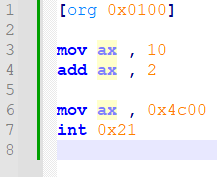 1 [org 0x0100]
2
3 mov ax , 10
4 add ax , 2
5
6 mov ax , 0x4c00
7 int 0x21
8